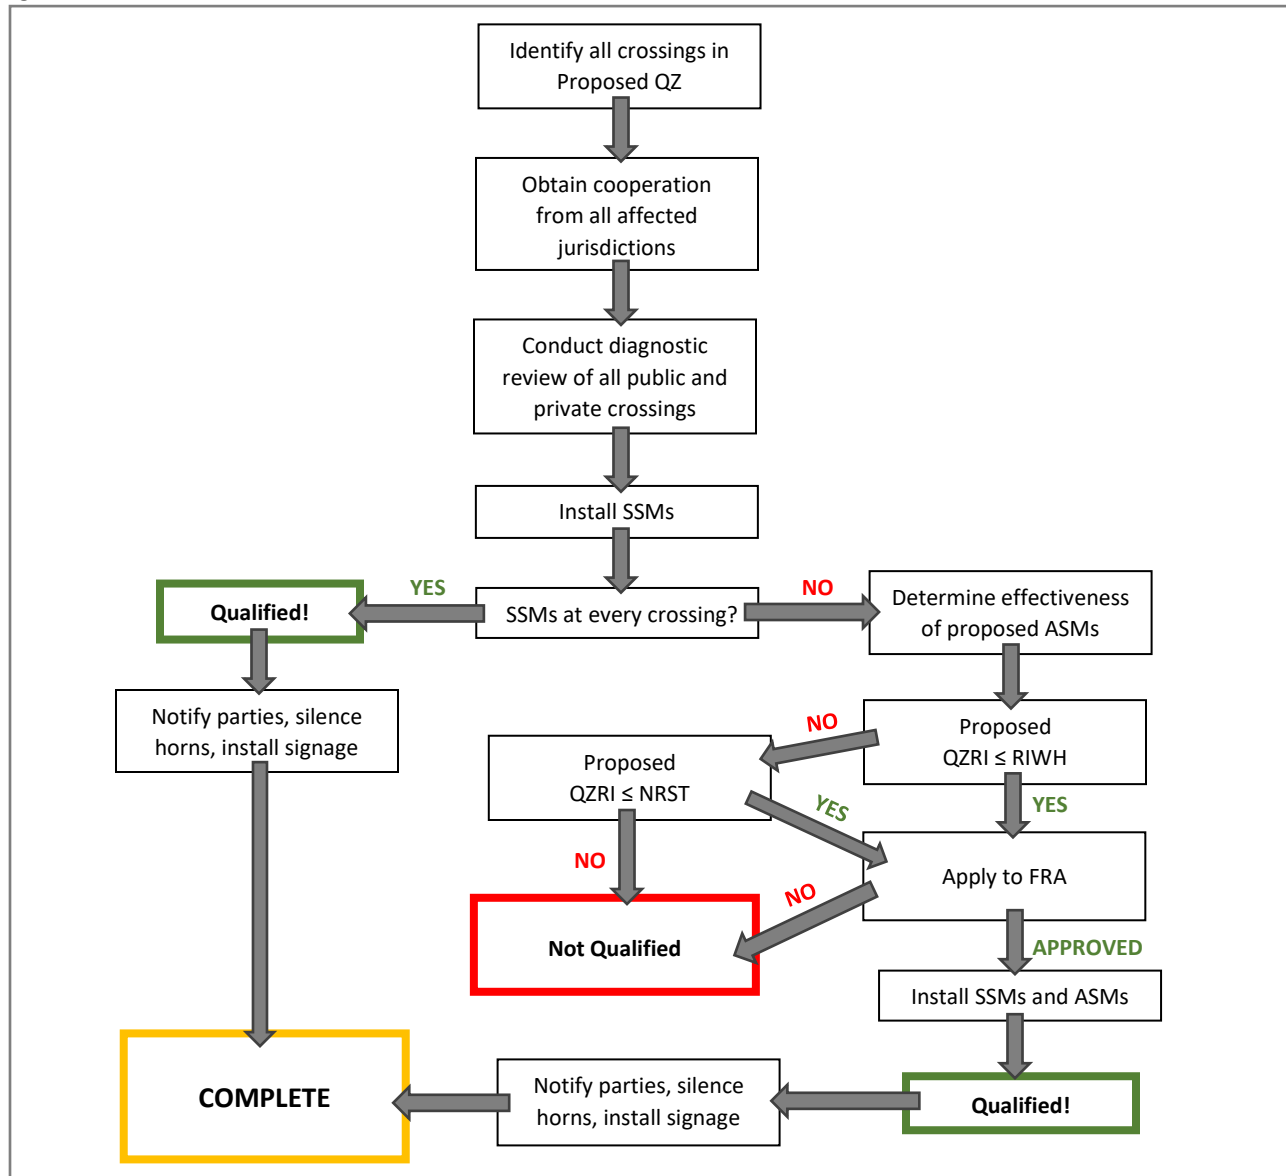 Identify all crossings in
Proposed QZ
Obtain cooperation
from all affected
jurisdictions
Conduct diagnostic
review of all public and
private crossings
Install SSMs
SSMs at every crossing?
YES
NO
Qualified!
Determine effectiveness
of proposed ASMs
Notify parties, silence
horns, install signage
Proposed
QZRI ≤ RIWH
NO
YES
Proposed
QZRI ≤ NRST
YES
NO
Apply to FRA
NO
APPROVED
Not Qualified
Install SSMs and ASMs
Qualified!
Notify parties, silence
horns, install signage
COMPLETE